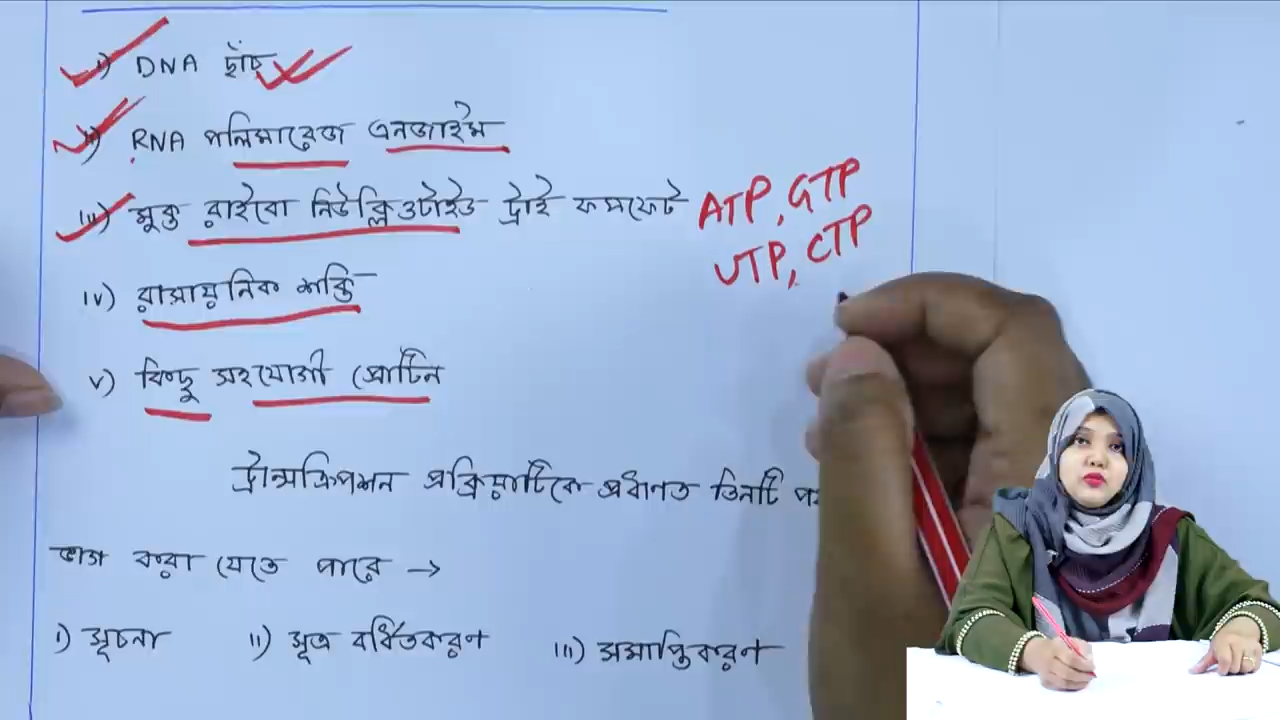 i) DNA ছাঁচ
ii) RNA পলিমারেজ এনজাইম
iii) মুক্ত রাইবো নিউক্লিওটাইড ট্রাই ফসফেট ATP, GTP
UTP, CTP
iv) রাসায়নিক শক্তি
v) কিছু সহযোগী প্রোটিন
ট্রান্সক্রিপশন প্রক্রিয়াটিকে প্রধাণত তিনটি
ভাগ করা যেতে পারে →
i) সূচনা ii) সূত্র বর্ধিতকরণ iii) সমাপ্তিকরণ